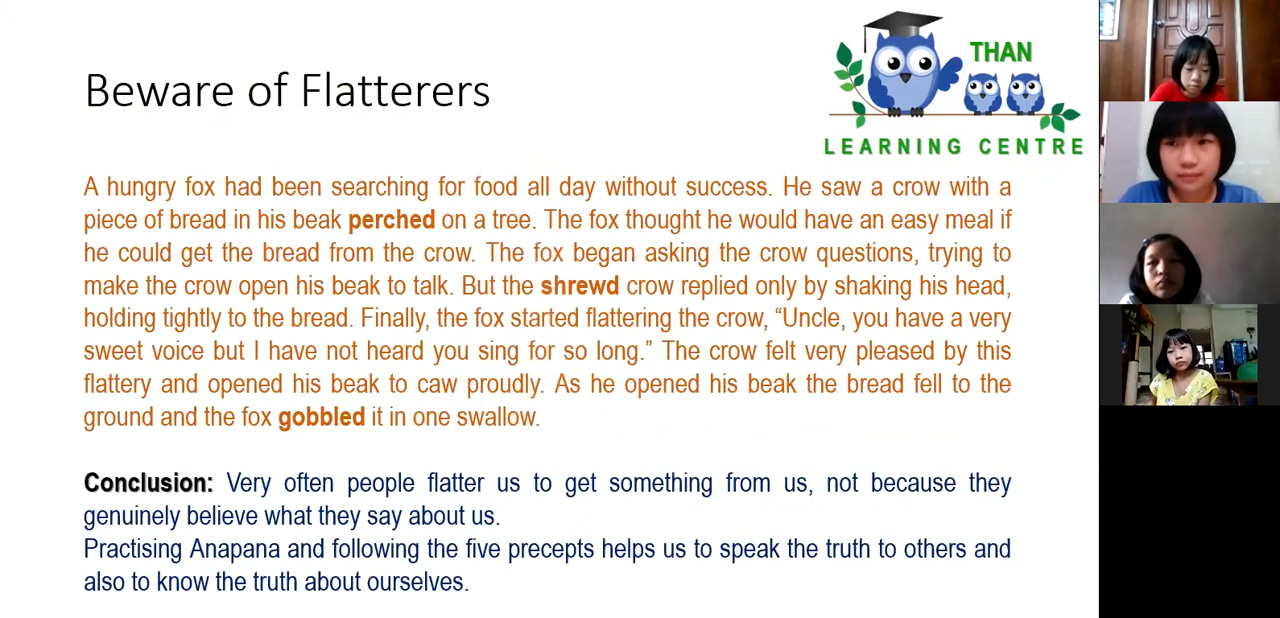 THAN
LEARNING CENTRE
Beware of Flatterers
A hungry fox had been searching for food all day without success. He saw a crow with a
piece of bread in his beak perched on a tree. The fox thought he would have an easy meal if
he could get the bread from the crow. The fox began asking the crow questions, trying to
make the crow open his beak to talk. But the shrewd crow replied only by shaking his head,
holding tightly to the bread. Finally, the fox started flattering the crow, “Uncle, you have a very
sweet voice but I have not heard you sing for so long.” The crow felt very pleased by this
flattery and opened his beak to caw proudly. As he opened his beak the bread fell to the
ground and the fox gobbled it in one swallow.
Conclusion: Very often people flatter us to get something from us, not because they
genuinely believe what they say about us.
Practising Anapana and following the five precepts helps us to speak the truth to others and
also to know the truth about ourselves.